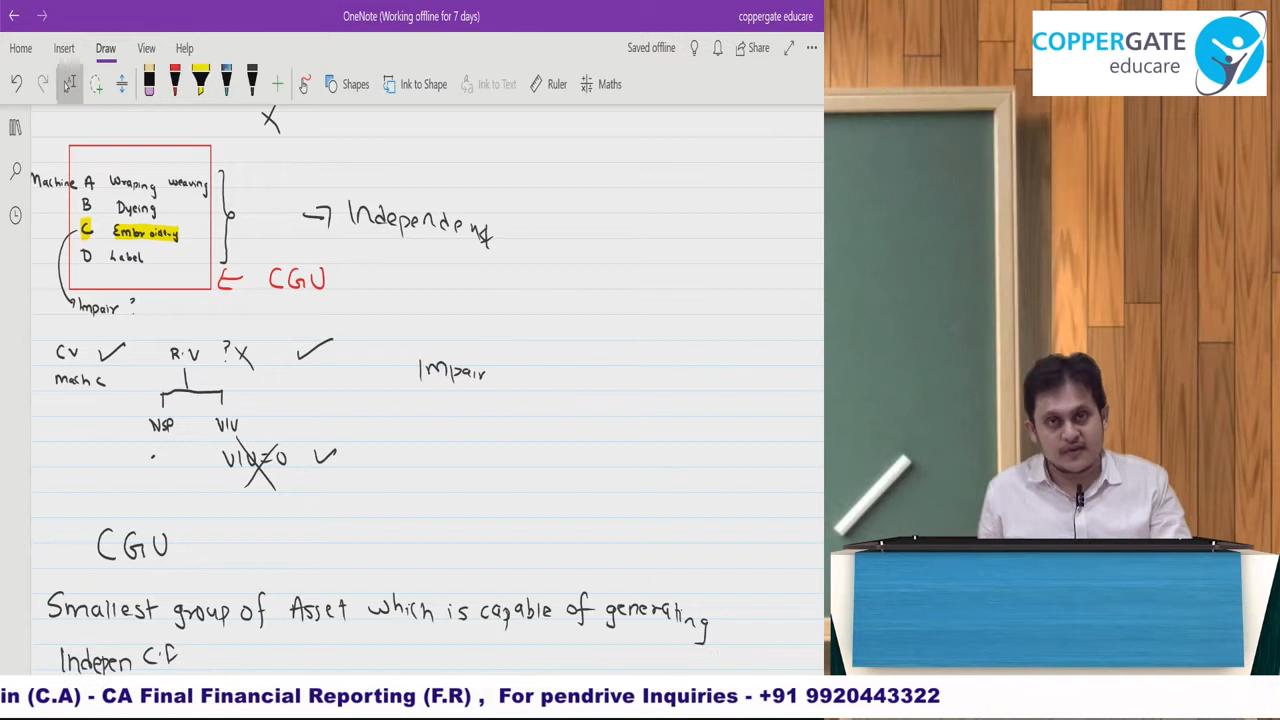 OneNote (Working offline for 7 days)
coppergate educare
Home Insert Draw View Help
Saved offline Share
Shapes Ink to Shape Ink to Text Ruler Maths
COPPERGATE
educare
X
Machine A Wraping weaving
B Dyeing
C Embroidery
D Label
→ Independent
← CGU
Impair ?
CV ✓ R.V ? X ✓
Mach C
Impair
NSP VIU
VIU=0 ✓
CGU
Smallest group of Asset which is capable of generating
Indepen C.F
in (C.A) - CA Final Financial Reporting (F.R) , For pendrive Inquiries - +91 9920443322